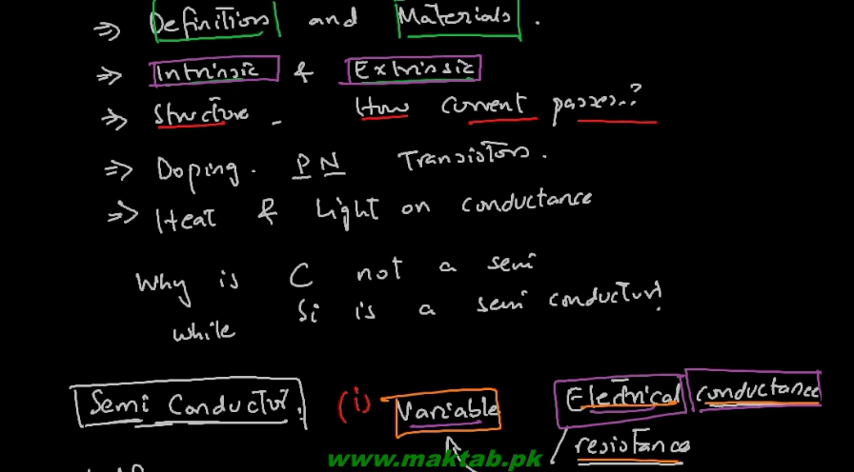 ⇒ Definition and Materials.
⇒ Intrinsic & Extrinsic
⇒ Structure - How current passes.?
⇒ Doping. PN Transistors.
⇒ Heat & Light on conductance
Why is C not a semi
while Si is a semi conductor?
Semi Conductor. (i) Variable Electrical conductance
/ resistance
www.maktab.pk